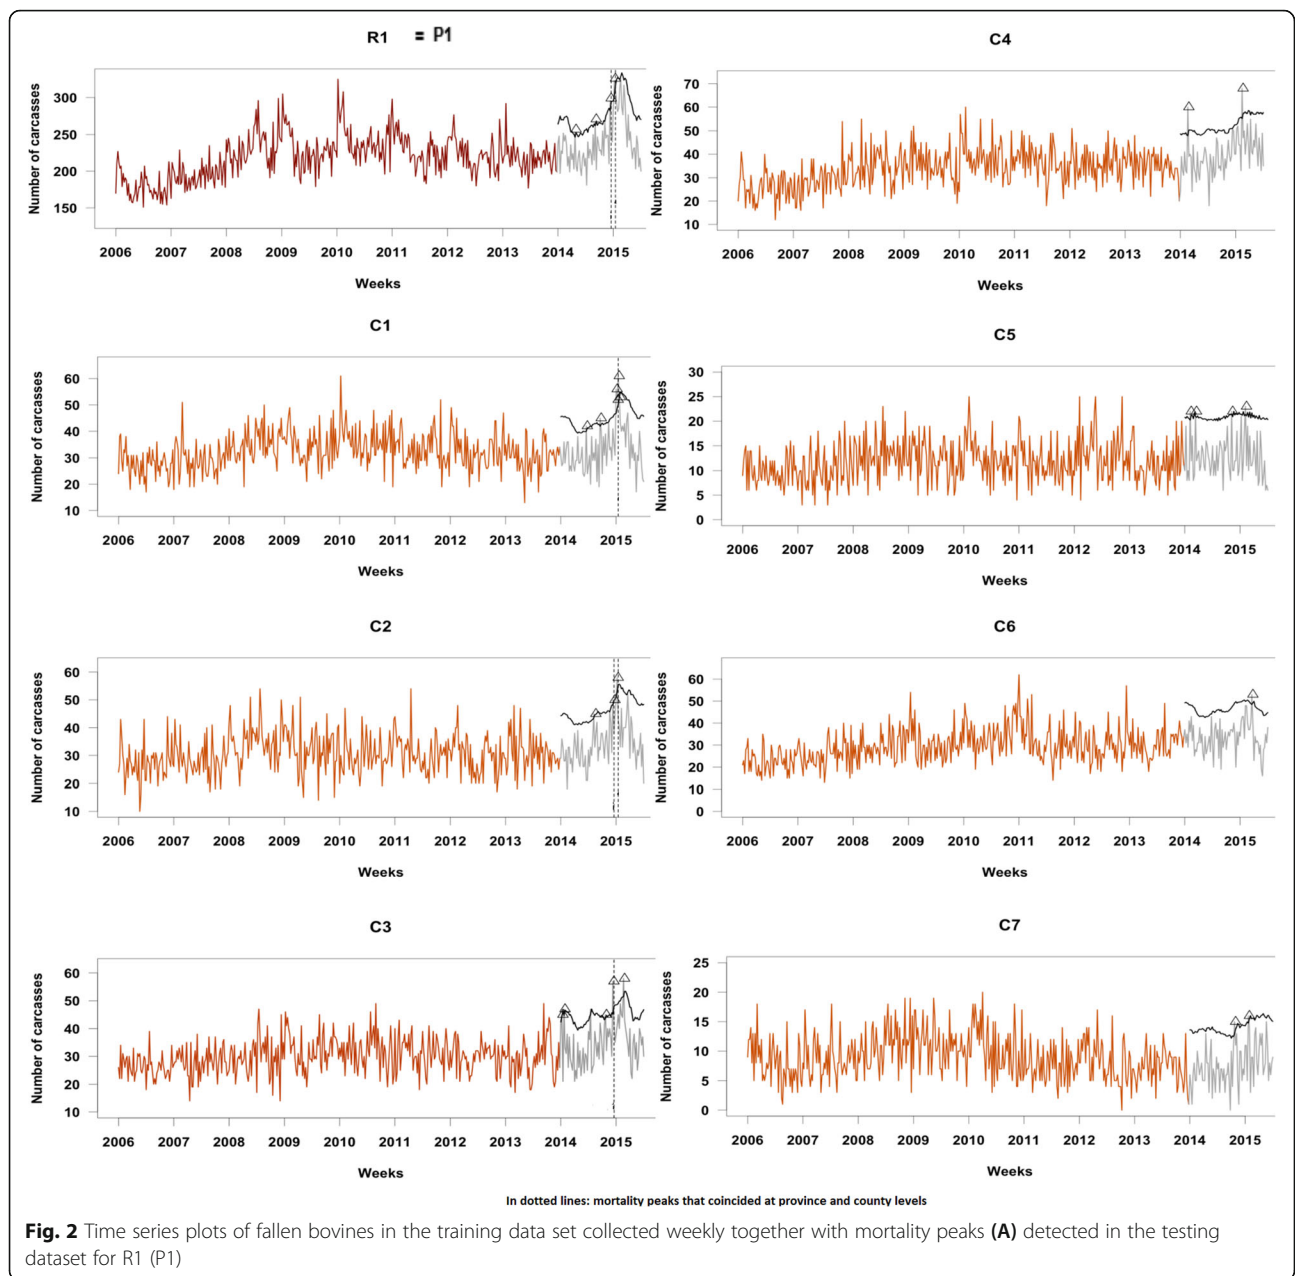 R1 = P1
Number of carcasses
300
250
200
150
2006 2007 2008 2009 2010 2011 2012 2013 2014 2015
Weeks
C4
Number of carcasses
70
60
50
40
30
20
10
2006 2007 2008 2009 2010 2011 2012 2013 2014 2015
Weeks
C1
Number of carcasses
60
50
40
30
20
10
2006 2007 2008 2009 2010 2011 2012 2013 2014 2015
Weeks
C5
Number of carcasses
30
25
20
15
10
5
0
2006 2007 2008 2009 2010 2011 2012 2013 2014 2015
Weeks
C2
Number of carcasses
60
50
40
30
20
10
2006 2007 2008 2009 2010 2011 2012 2013 2014 2015
Weeks
C6
Number of carcasses
60
50
40
30
20
10
0
2006 2007 2008 2009 2010 2011 2012 2013 2014 2015
Weeks
C3
Number of carcasses
60
50
40
30
20
10
2006 2007 2008 2009 2010 2011 2012 2013 2014 2015
Weeks
C7
Number of carcasses
25
20
15
10
5
0
2006 2007 2008 2009 2010 2011 2012 2013 2014 2015
Weeks
In dotted lines: mortality peaks that coincided at province and county levels
Fig. 2 Time series plots of fallen bovines in the training data set collected weekly together with mortality peaks (A) detected in the testing
dataset for R1 (P1)